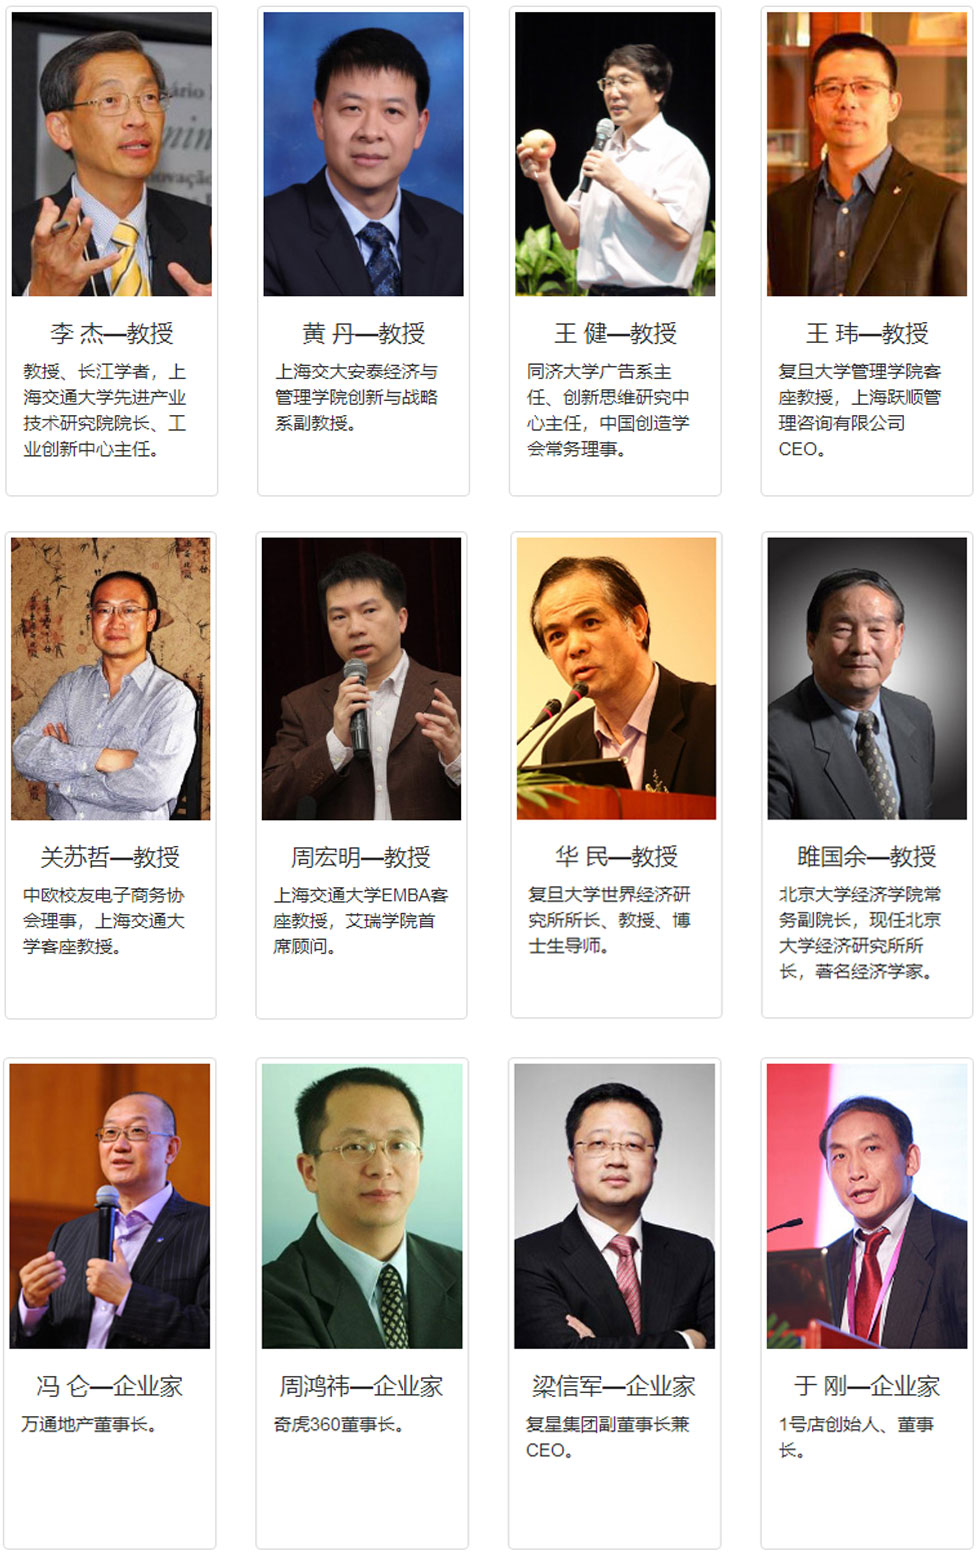 ário
nin
novação
李 杰—教授
教授、长江学者，上
海交通大学先进产业
技术研究院院长、工
业创新中心主任。
黄 丹—教授
上海交大安泰经济与
管理学院创新与战略
系副教授。
王 健—教授
同济大学广告系主
任、创新思维研究中
心主任，中国创造学
会常务理事。
王 玮—教授
复旦大学管理学院客
座教授，上海跃顺管
理咨询有限公司
CEO。
关苏哲—教授
中欧校友电子商务协
会理事，上海交通大
学客座教授。
周宏明—教授
上海交通大学EMBA客
座教授，艾瑞学院首
席顾问。
华 民—教授
复旦大学世界经济研
究所所长、教授、博
士生导师。
雎国余—教授
北京大学经济学院常
务副院长，现任北京
大学经济研究所所
长，著名经济学家。
冯 仑—企业家
万通地产董事长。
周鸿祎—企业家
奇虎360董事长。
梁信军—企业家
复星集团副董事长兼
CEO。
于 刚—企业家
1号店创始人、董事
长。